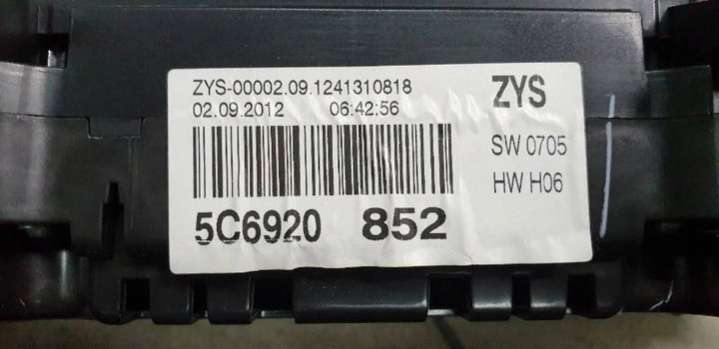 ZYS-00002.09.1241310818
02.09.2012 06:42:56
ZYS
SW 0705
HW H06
5C6920 852